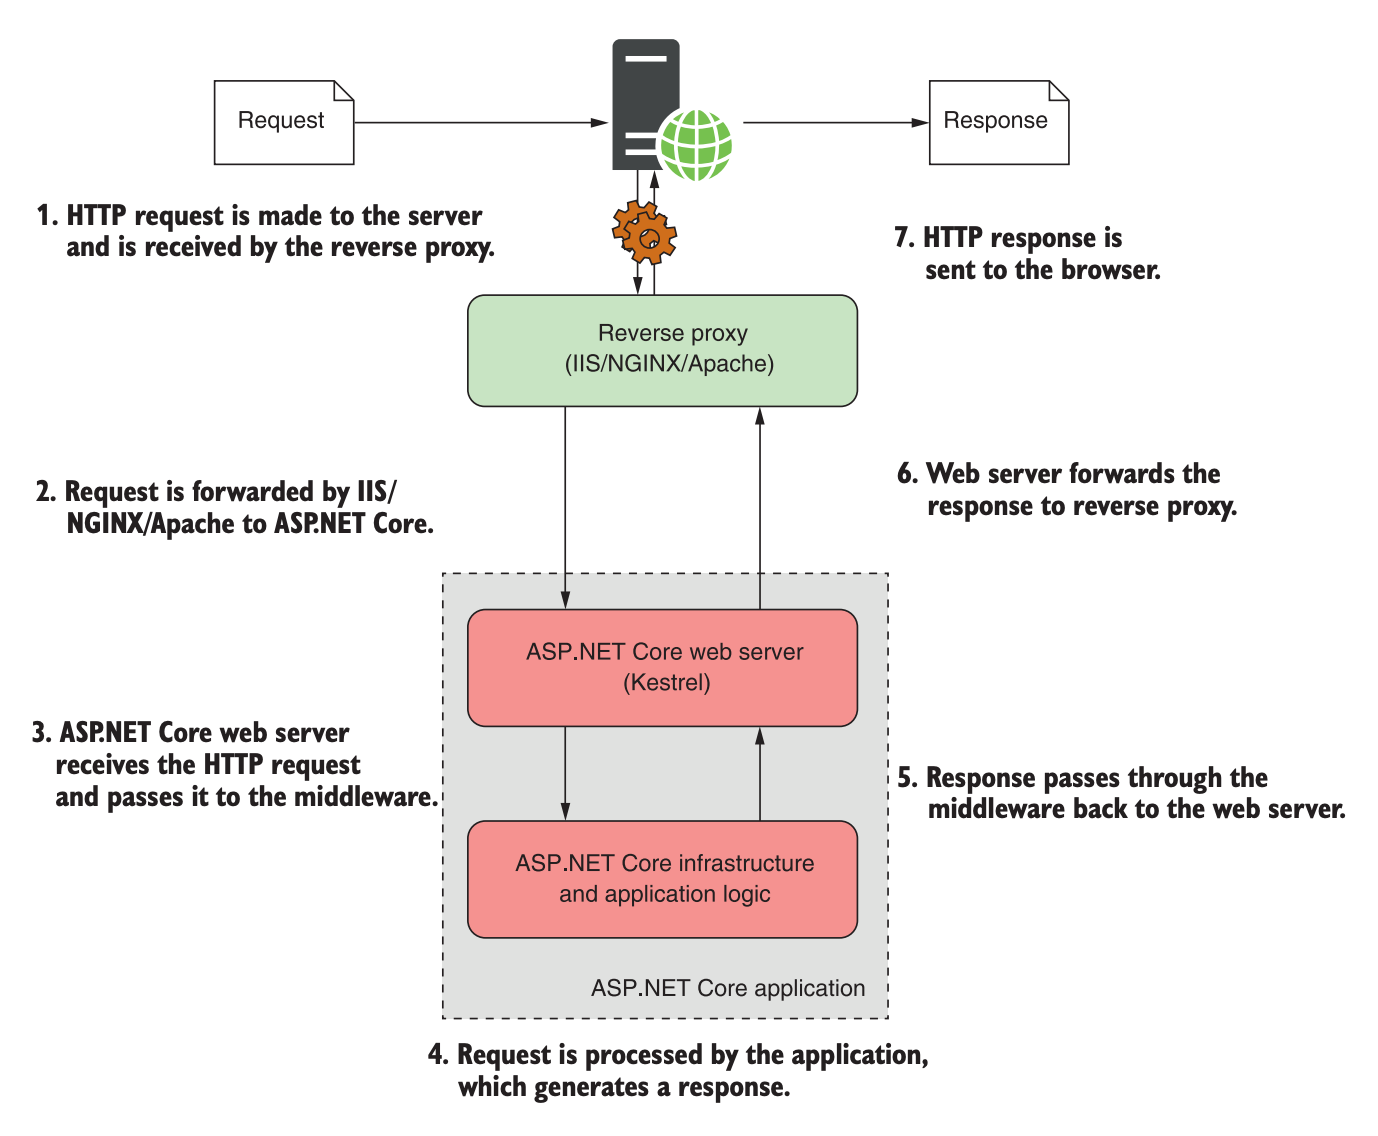 Request
Response
1. HTTP request is made to the server
and is received by the reverse proxy.
7. HTTP response is
sent to the browser.
Reverse proxy
(IIS/NGINX/Apache)
2. Request is forwarded by IIS/
NGINX/Apache to ASP.NET Core.
6. Web server forwards the
response to reverse proxy.
ASP.NET Core web server
(Kestrel)
3. ASP.NET Core web server
receives the HTTP request
and passes it to the middleware.
5. Response passes through the
middleware back to the web server.
ASP.NET Core infrastructure
and application logic
ASP.NET Core application
4. Request is processed by the application,
which generates a response.